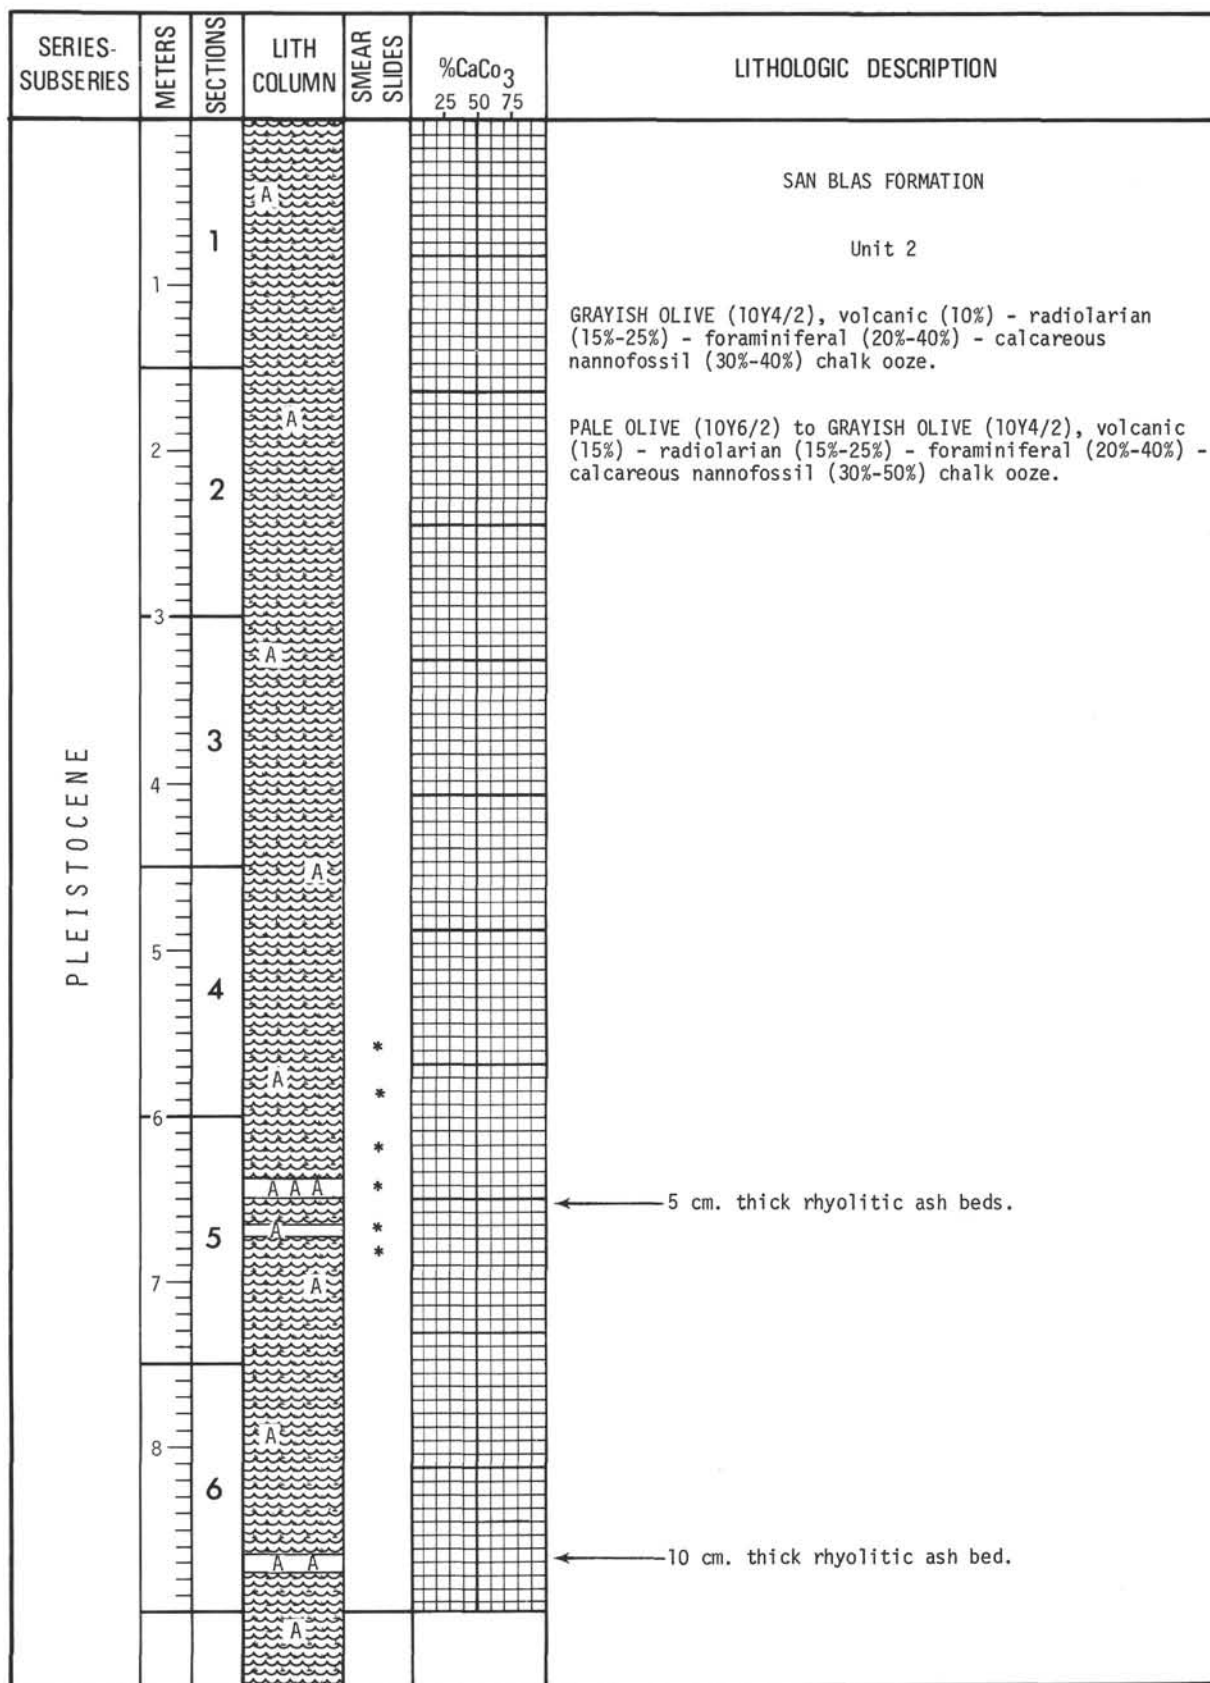 SERIES-
SUBSERIES
METERS
SECTIONS
LITH
COLUMN
SMEAR
SLIDES
%CaCo3
25 50 75
LITHOLOGIC DESCRIPTION
PLEISTOCENE
SAN BLAS FORMATION
Unit 2
GRAYISH OLIVE (10Y4/2), volcanic (10%) - radiolarian
(15%-25%) - foraminiferal (20%-40%) - calcareous
nannofossil (30%-40%) chalk ooze.
PALE OLIVE (10Y6/2) to GRAYISH OLIVE (10Y4/2), volcanic
(15%) - radiolarian (15%-25%) - foraminiferal (20%-40%) -
calcareous nannofossil (30%-50%) chalk ooze.
A
1
1
A
2
2
3
A
3
4
A
5
4
*
A
*
6
*
A A A *
5 cm. thick rhyolitic ash beds.
A *
5
*
7
A
A
8
6
A A
10 cm. thick rhyolitic ash bed.
A